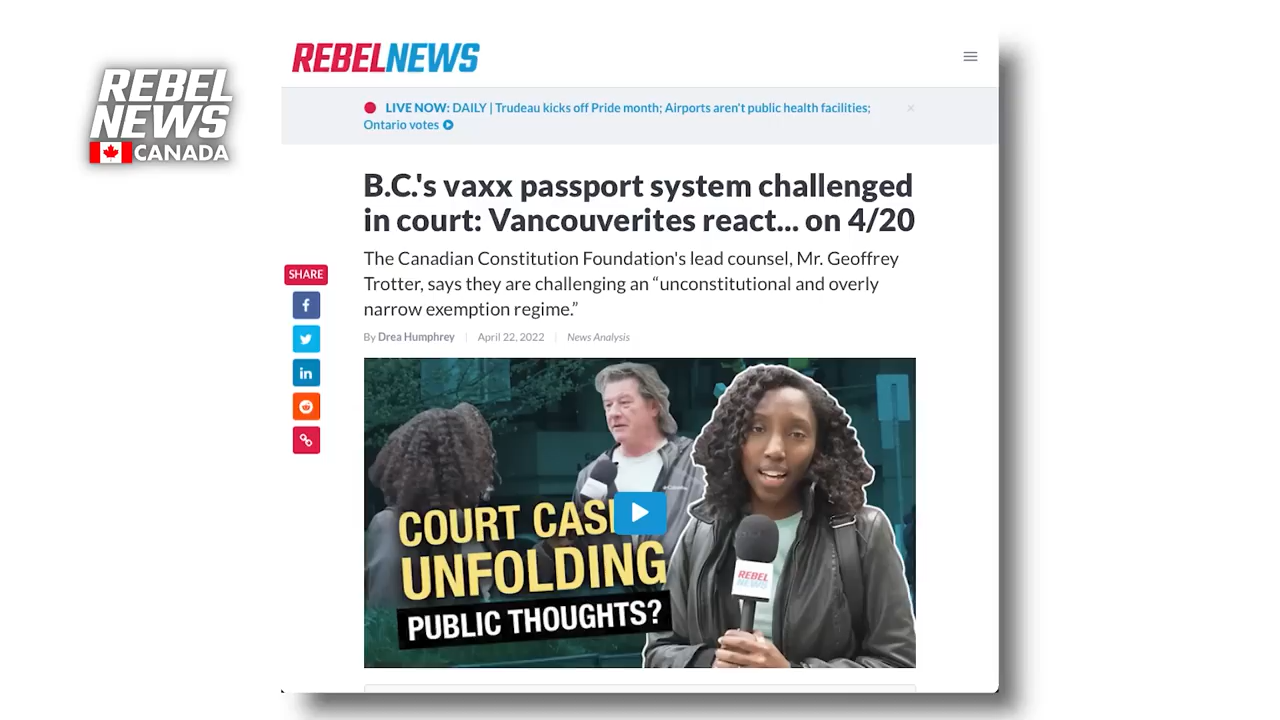 REBEL
NEWS
CANADA
REBELNEWS
LIVE NOW: DAILY | Trudeau kicks off Pride month; Airports aren't public health facilities;
Ontario votes
B.C.'s vaxx passport system challenged
in court: Vancouverites react... on 4/20
The Canadian Constitution Foundation's lead counsel, Mr. Geoffrey
Trotter, says they are challenging an “unconstitutional and overly
narrow exemption regime.”
By Drea Humphrey | April 22, 2022 | News Analysis
SHARE
COURT CAS
UNFOLDING
PUBLIC THOUGHTS?
REBEL
NEWS